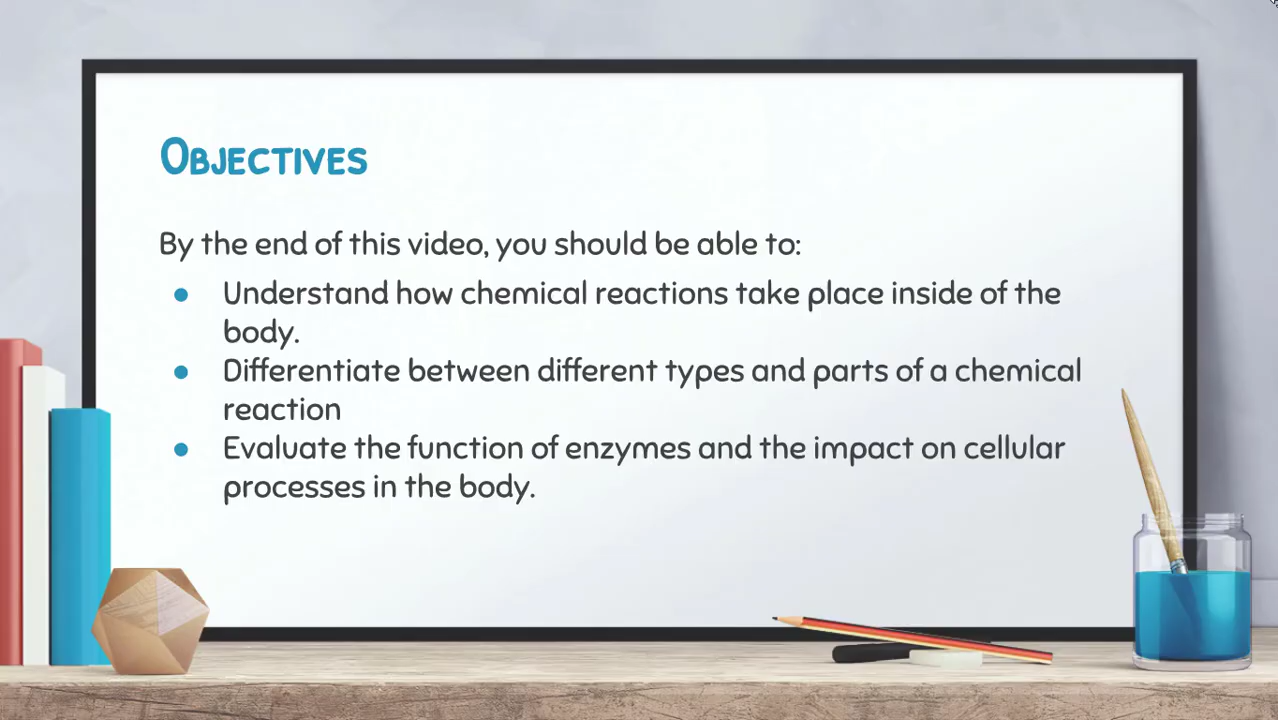 Objectives
By the end of this video, you should be able to:
● Understand how chemical reactions take place inside of the
body.
● Differentiate between different types and parts of a chemical
reaction
● Evaluate the function of enzymes and the impact on cellular
processes in the body.